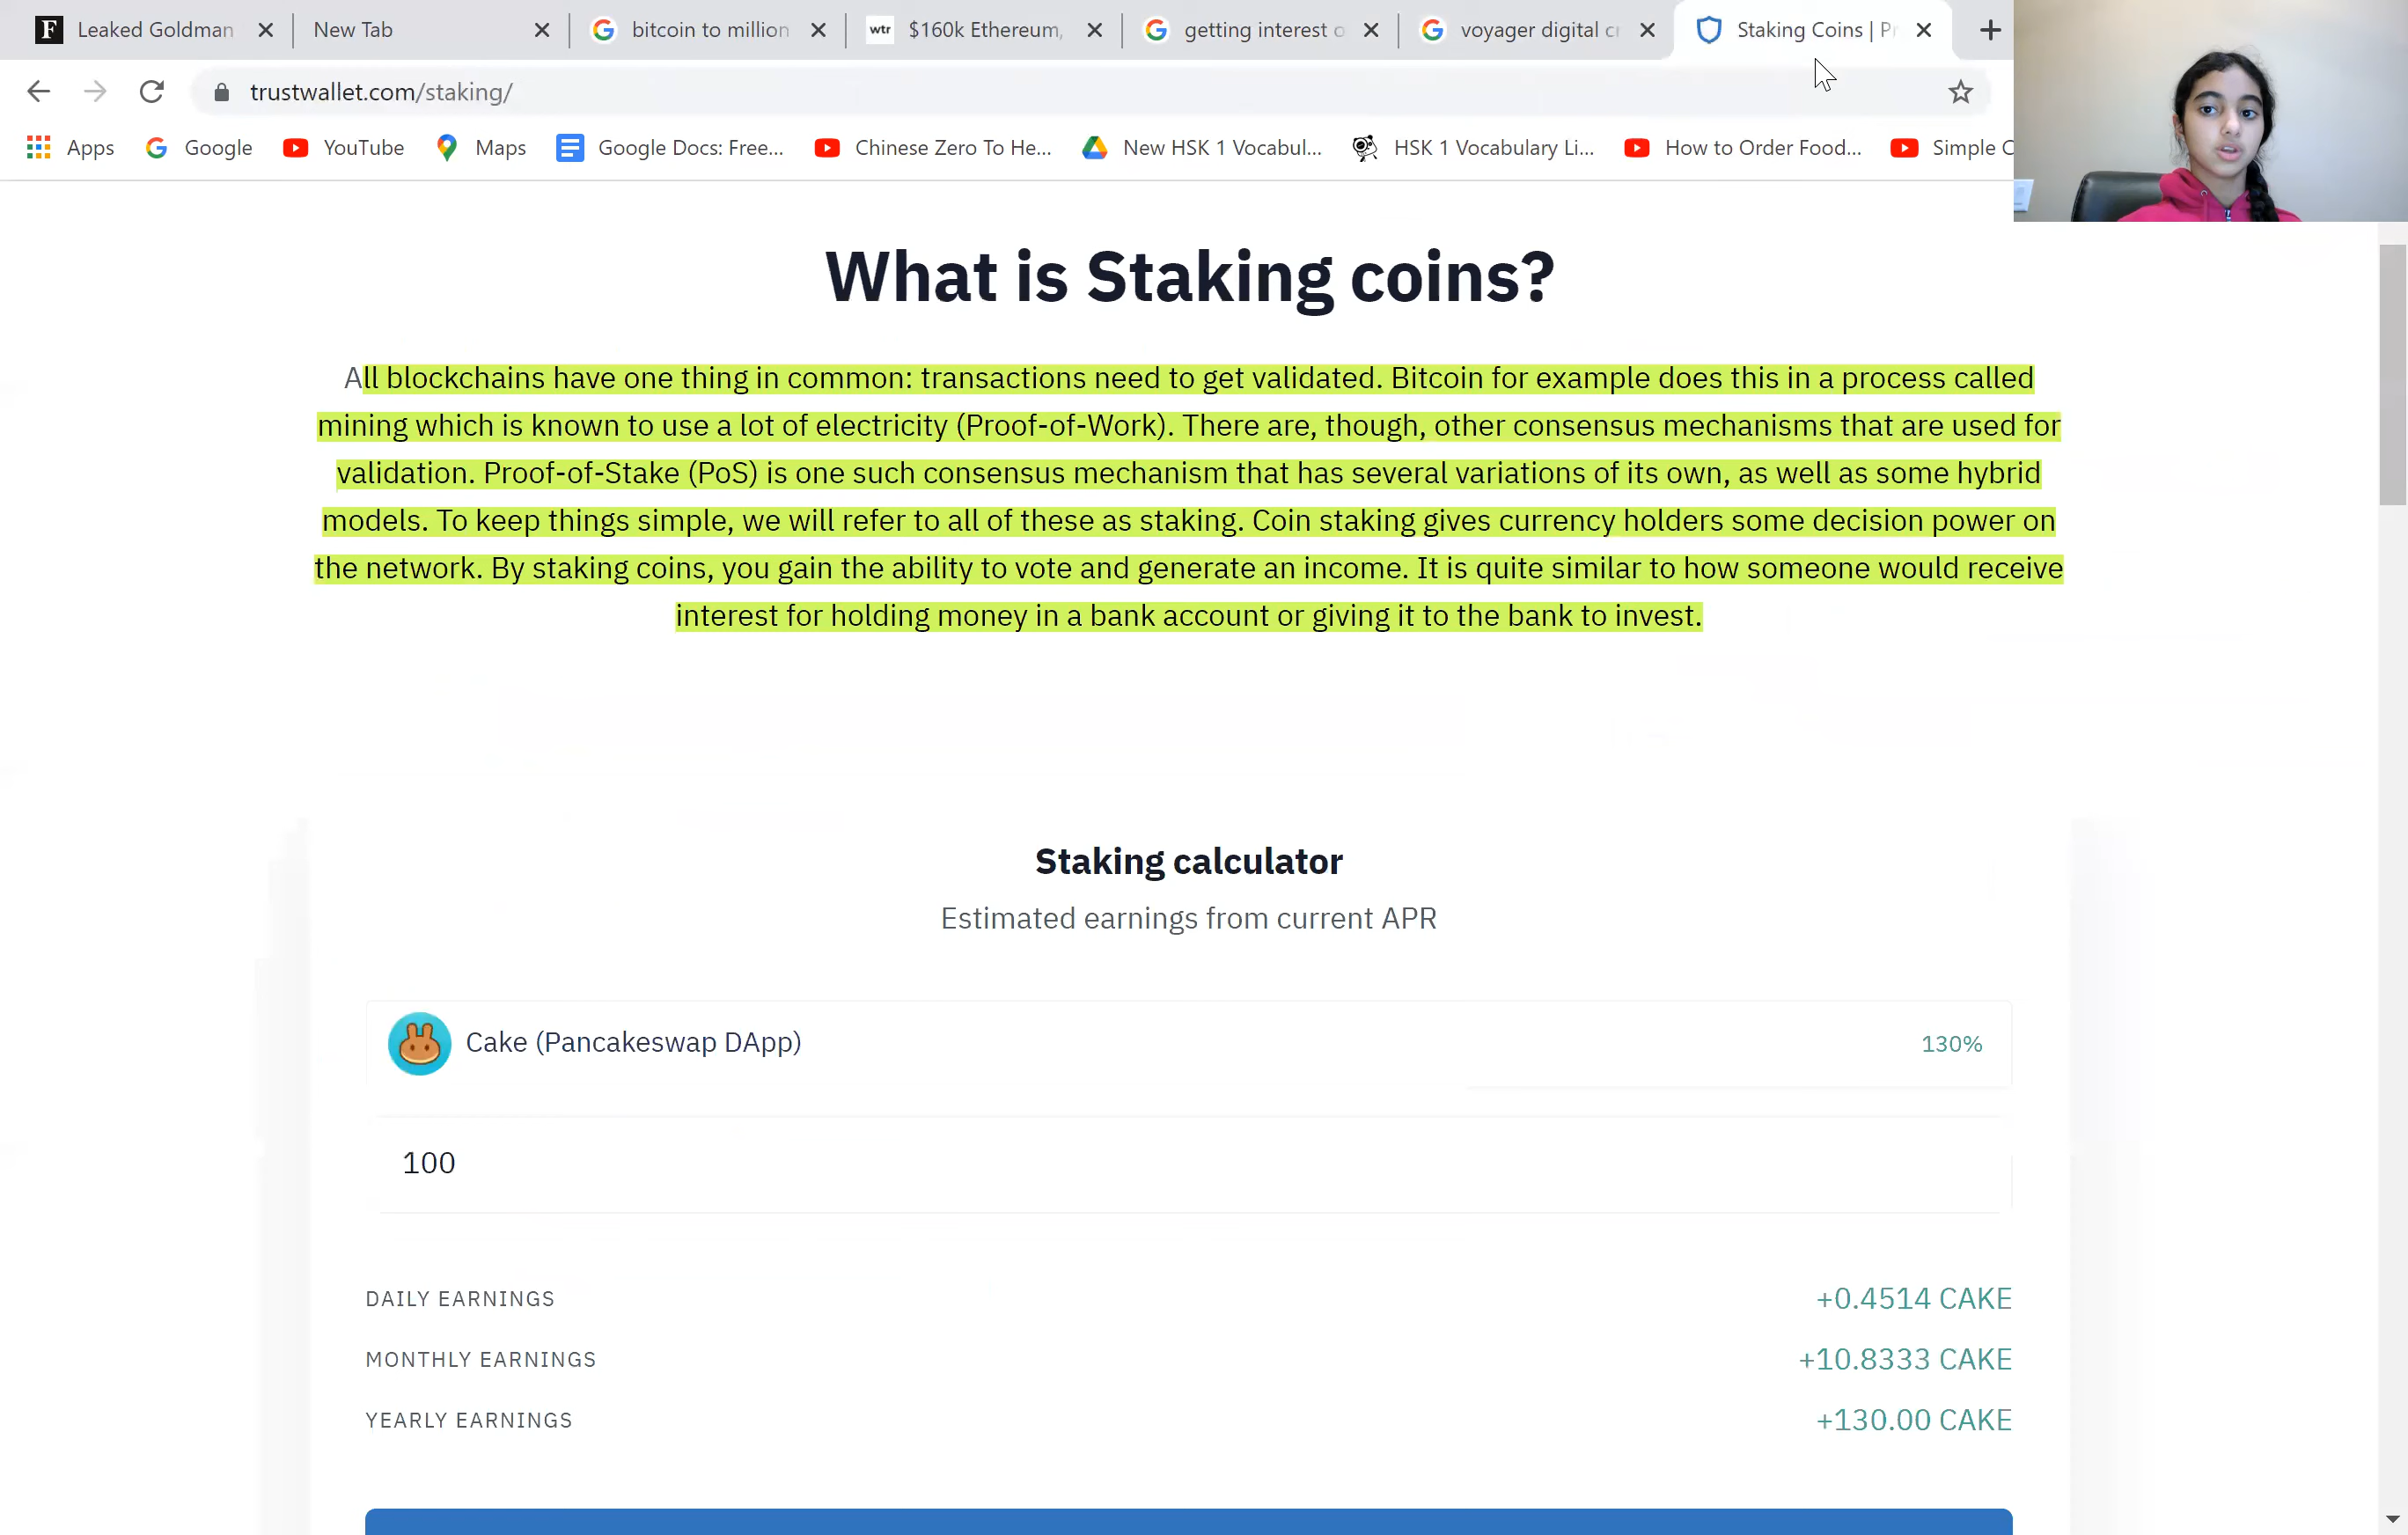 Leaked Goldman
New Tab
bitcoin to million
wtr $160k Ethereum,
getting interest o
voyager digital cr
Staking Coins | Pr
trustwallet.com/staking/
Apps
Google
YouTube
Maps
Google Docs: Free...
Chinese Zero To He...
New HSK 1 Vocabul...
HSK 1 Vocabulary Li...
How to Order Food...
Simple C
What is Staking coins?
All blockchains have one thing in common: transactions need to get validated. Bitcoin for example does this in a process called
mining which is known to use a lot of electricity (Proof-of-Work). There are, though, other consensus mechanisms that are used for
validation. Proof-of-Stake (PoS) is one such consensus mechanism that has several variations of its own, as well as some hybrid
models. To keep things simple, we will refer to all of these as staking. Coin staking gives currency holders some decision power on
the network. By staking coins, you gain the ability to vote and generate an income. It is quite similar to how someone would receive
interest for holding money in a bank account or giving it to the bank to invest.
Staking calculator
Estimated earnings from current APR
Cake (Pancakeswap DApp) 130%
100
DAILY EARNINGS +0.4514 CAKE
MONTHLY EARNINGS +10.8333 CAKE
YEARLY EARNINGS +130.00 CAKE